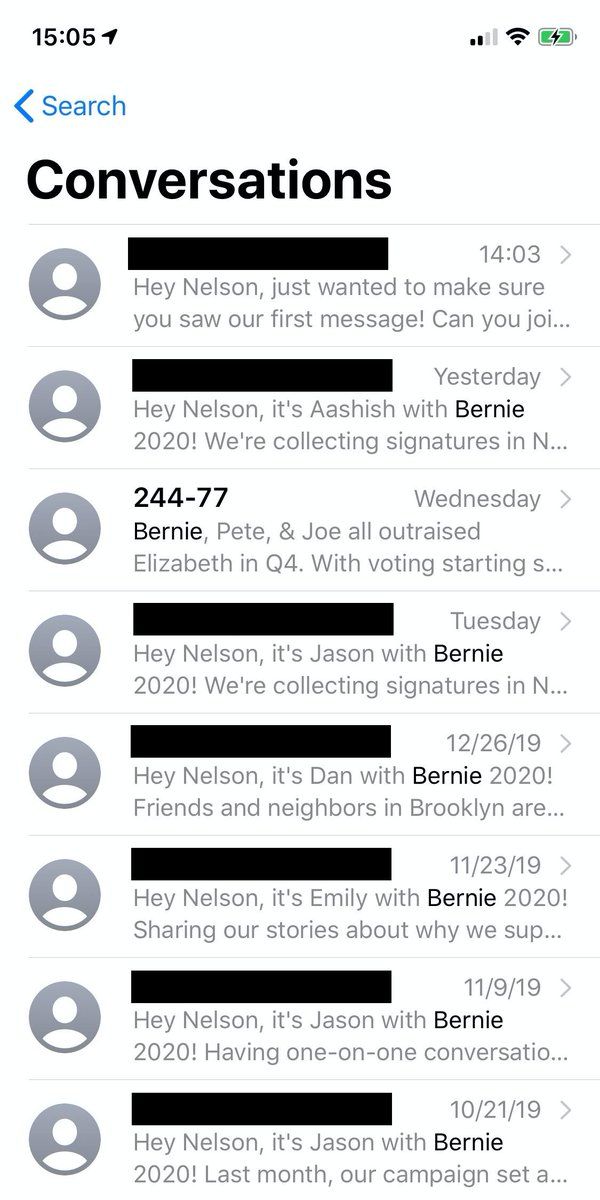 15:05
Search
Conversations
14:03
Hey Nelson, just wanted to make sure
you saw our first message! Can you joi...
Yesterday
Hey Nelson, it's Aashish with Bernie
2020! We're collecting signatures in N...
244-77 Wednesday
Bernie, Pete, & Joe all outraised
Elizabeth in Q4. With voting starting s...
Tuesday
Hey Nelson, it's Jason with Bernie
2020! We're collecting signatures in N...
12/26/19
Hey Nelson, it's Dan with Bernie 2020!
Friends and neighbors in Brooklyn are...
11/23/19
Hey Nelson, it's Emily with Bernie 2020!
Sharing our stories about why we sup...
11/9/19
Hey Nelson, it's Jason with Bernie
2020! Having one-on-one conversatio...
10/21/19
Hey Nelson, it's Jason with Bernie
2020! Last month, our campaign set a...